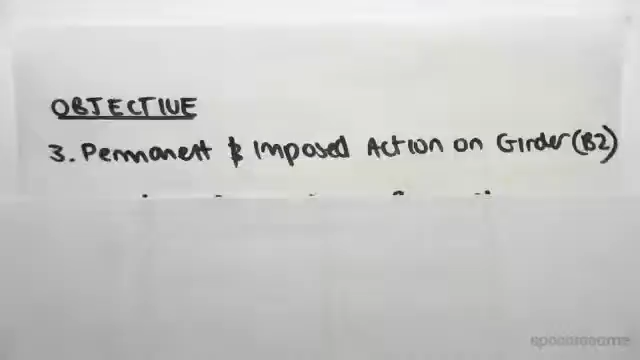 OBJECTIVE
3. Permanent & Imposed Action on Girder (B2)